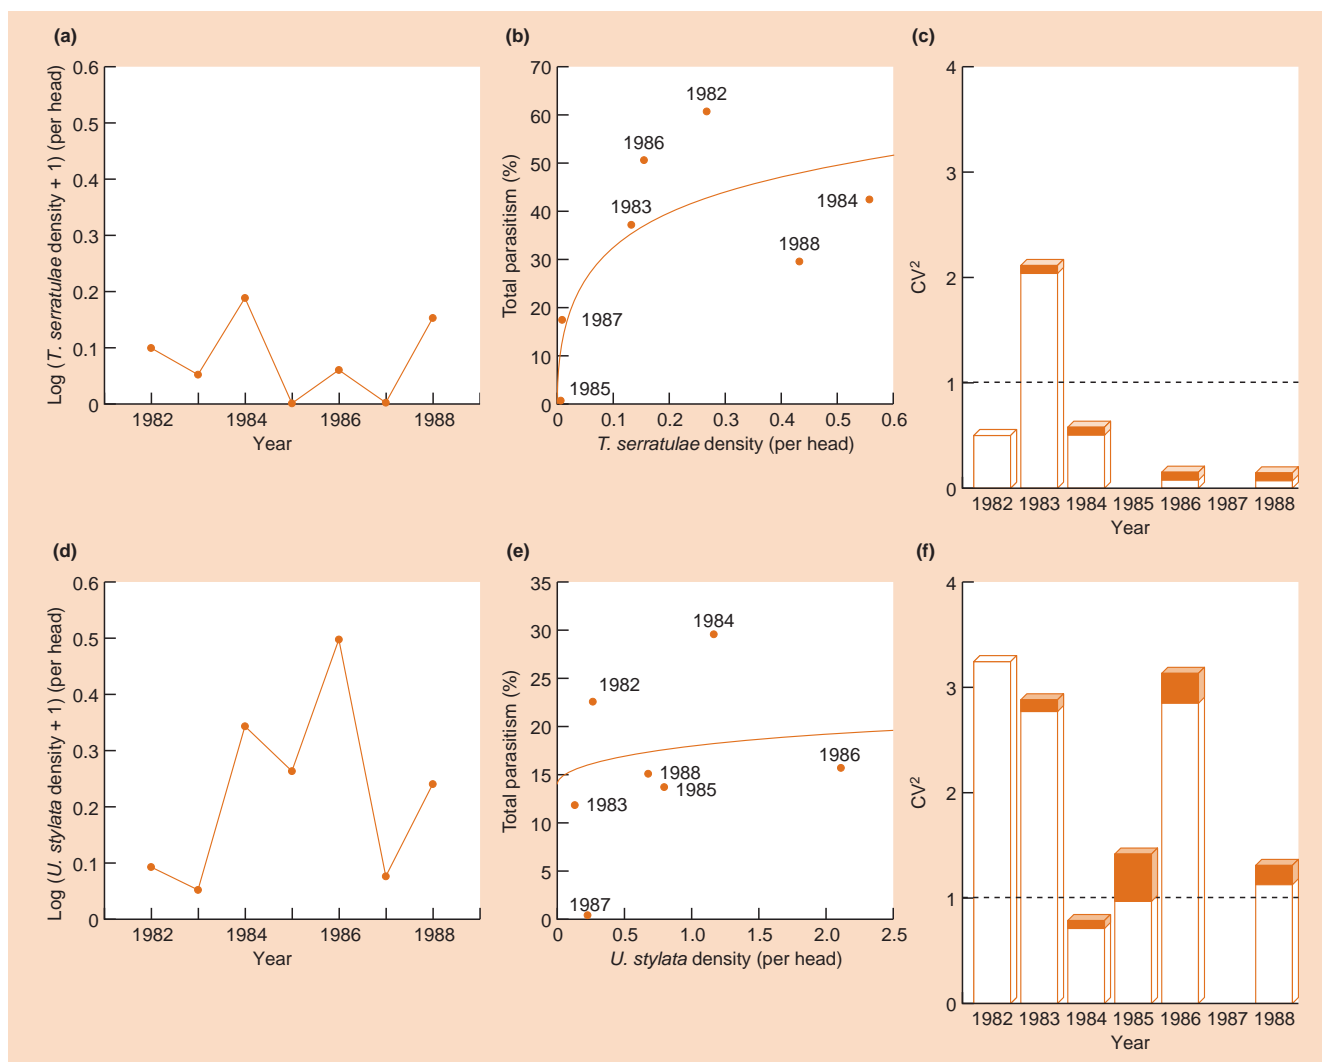 (a)
Log (T. serratulae density + 1) (per head)
0.6
0.5
0.4
0.3
0.2
0.1
0
1982 1984 1986 1988
Year
(b)
Total parasitism (%)
70
60
50
40
30
20
10
0
1982
1986
1983
1984
1988
1987
1985
0 0.1 0.2 0.3 0.4 0.5 0.6
T. serratulae density (per head)
(c)
CV2
4
3
2
1
0
1982 1983 1984 1985 1986 1987 1988
Year
(d)
Log (U. stylata density + 1) (per head)
0.6
0.5
0.4
0.3
0.2
0.1
0
1982 1984 1986 1988
Year
(e)
Total parasitism (%)
35
30
25
20
15
10
5
0
1984
1982
1986
1988
1985
1983
1987
0 0.5 1.0 1.5 2.0 2.5
U. stylata density (per head)
(f)
CV2
4
3
2
1
0
1982 1983 1984 1985 1986 1987 1988
Year